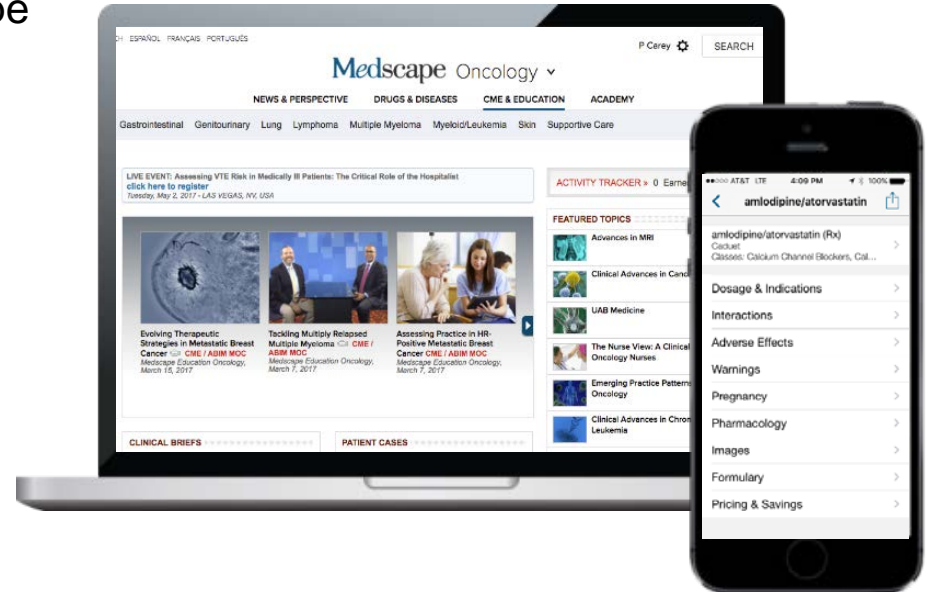 ESPAÑOL FRANÇAIS PORTUGUÊS
P Carey
SEARCH
Medscape Oncology
NEWS & PERSPECTIVE DRUGS & DISEASES CME & EDUCATION ACADEMY
Gastrointestinal Genitourinary Lung Lymphoma Multiple Myeloma Myeloid/Leukemia Skin Supportive Care
LIVE EVENT: Assessing VTE Risk in Medically Ill Patients: The Critical Role of the Hospitalist
click here to register
Tuesday, May 2, 2017 - LAS VEGAS, NV, USA
Evolving Therapeutic
Strategies in Metastatic Breast
Cancer CME / ABIM MOC
Medscape Education Oncology,
March 15, 2017
Tackling Multiply Relapsed
Multiple Myeloma CME /
ABIM MOC
Medscape Education Oncology,
March 7, 2017
Assessing Practice in HR-
Positive Metastatic Breast
Cancer CME / ABIM MOC
Medscape Education Oncology,
March 7, 2017
CLINICAL BRIEFS
PATIENT CASES
ACTIVITY TRACKER » 0 Earne
FEATURED TOPICS
Advances in MRI
Clinical Advances in Canc
UAB Medicine
The Nurse View: A Clinical
Oncology Nurses
Emerging Practice Patterns
Oncology
Clinical Advances in Chron
Leukemia
AT&T LTE 4:09 PM 100%
amlodipine/atorvastatin
amlodipine/atorvastatin (Rx)
Caduet
Classes: Calcium Channel Blockers, Cal...
Dosage & Indications
Interactions
Adverse Effects
Warnings
Pregnancy
Pharmacology
Images
Formulary
Pricing & Savings